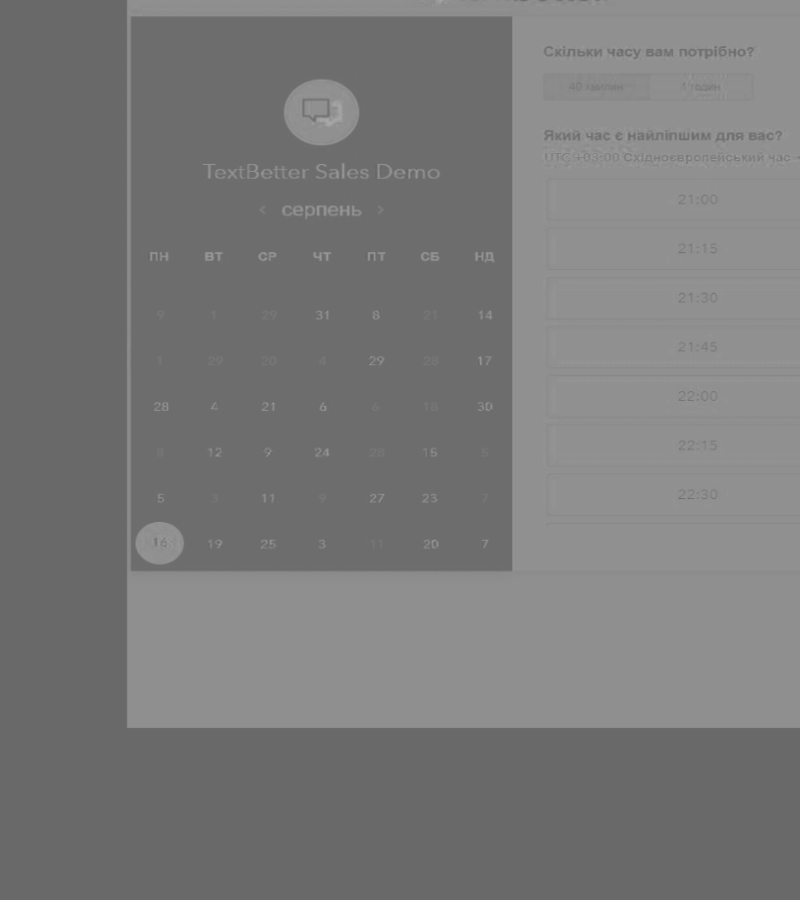 TextBetter Sales Demo
‹ серпень ›
ПН ВТ СР ЧТ ПТ СБ НД
9 1 29 31 8 21 14
1 29 20 4 29 28 17
28 4 21 6 6 18 30
8 12 9 24 28 15 5
5 3 11 9 27 23 7
16 19 25 3 11 20 7
Скільки часу вам потрібно?
40 хвилин 1 годин
Який час є найліпшим для вас?
UTC+03:00 Східноєвропейський час
21:00
21:15
21:30
21:45
22:00
22:15
22:30